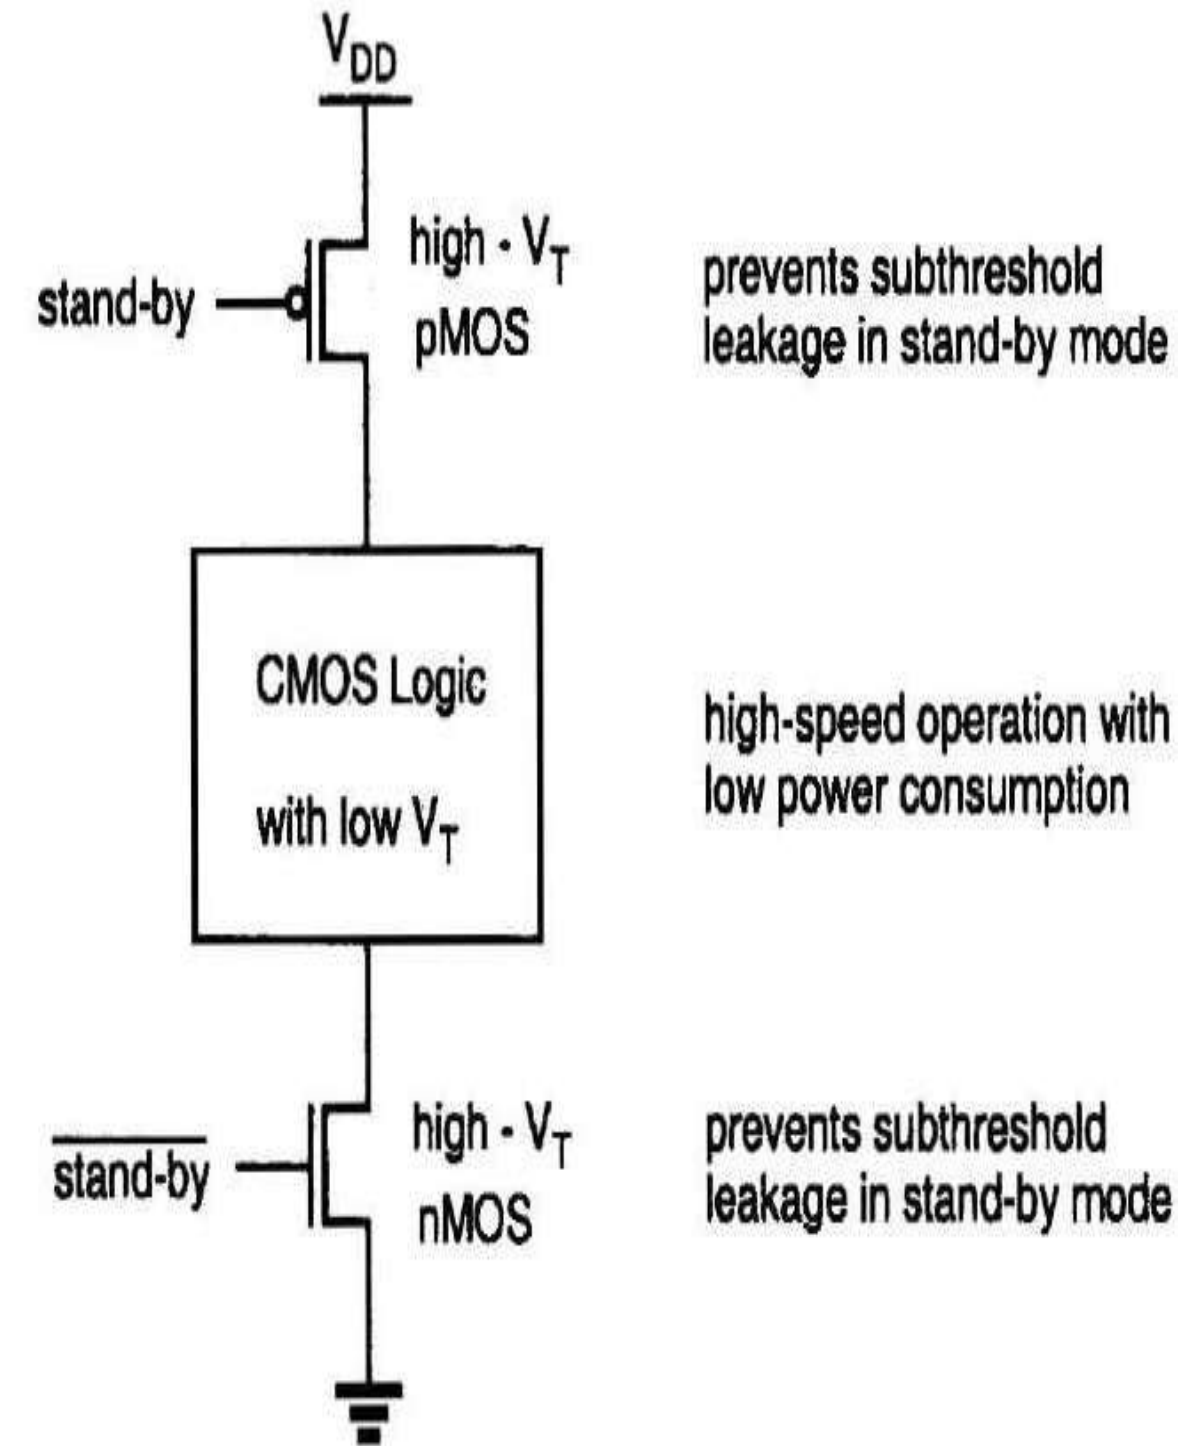 VDD
high - VT
pMOS
stand-by
prevents subthreshold
leakage in stand-by mode
CMOS Logic
with low VT
high-speed operation with
low power consumption
stand-by
high - VT
nMOS
prevents subthreshold
leakage in stand-by mode